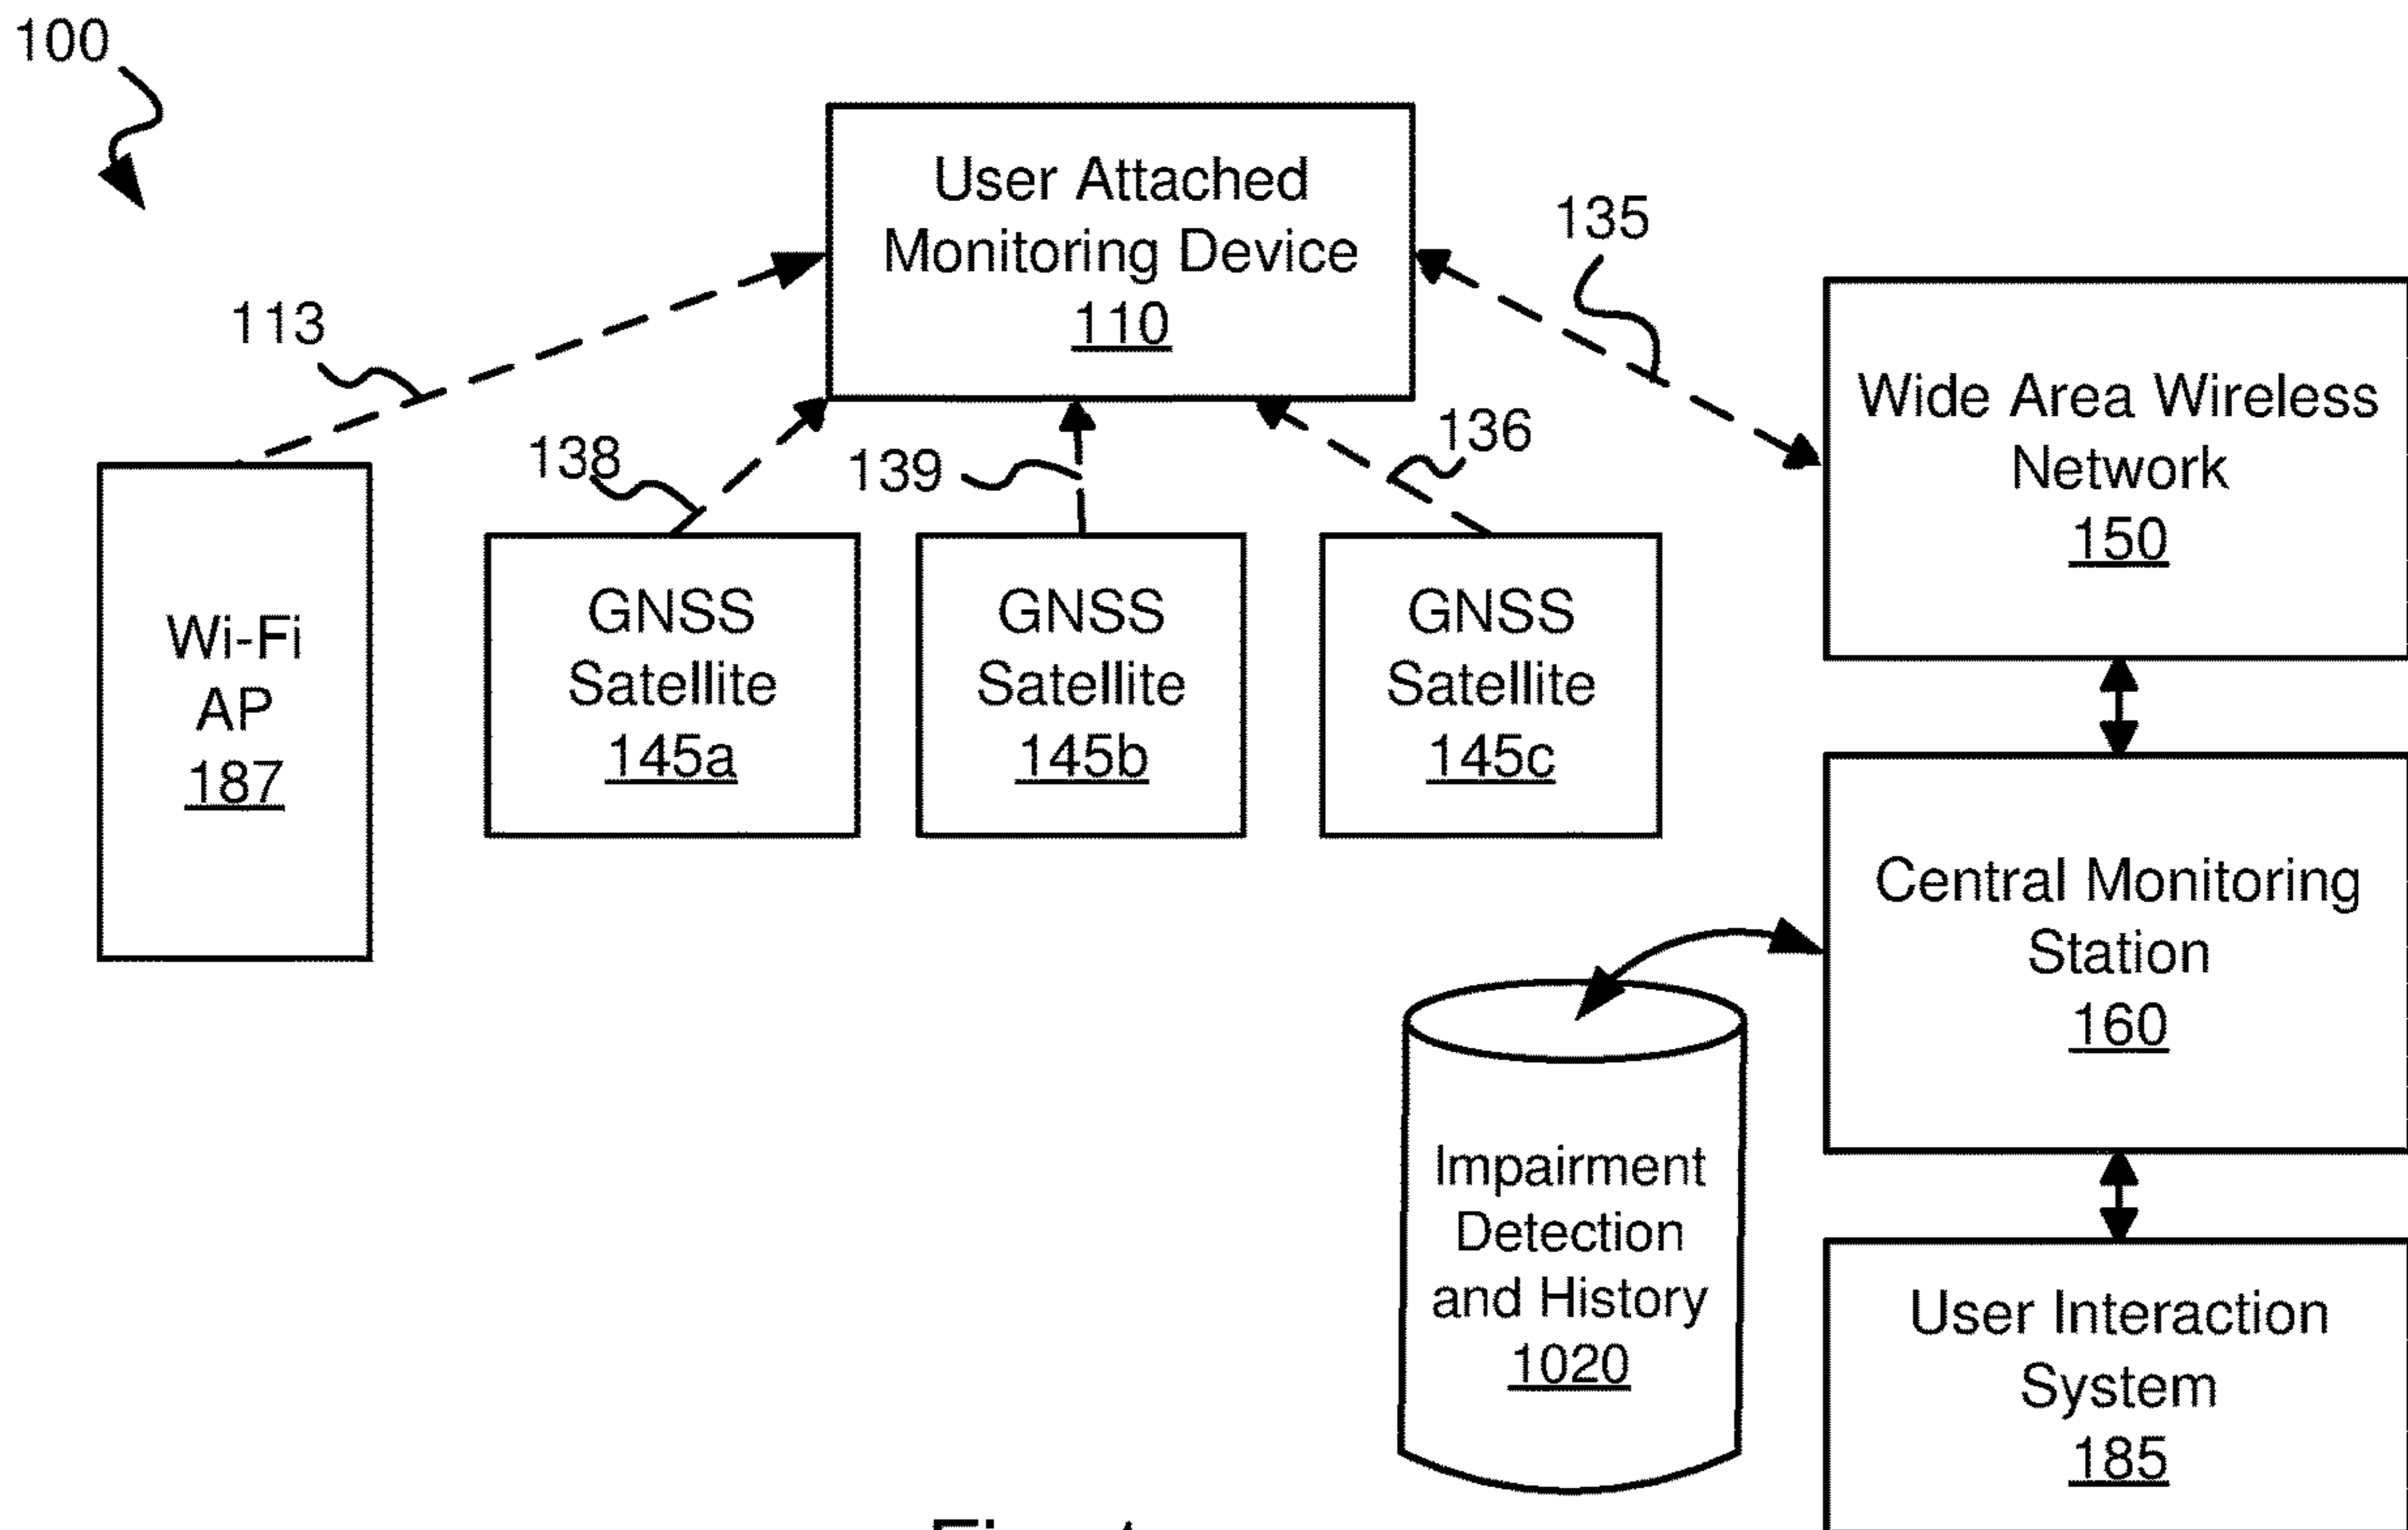 100
User Attached
Monitoring Device
110
135
113
Wide Area Wireless
Network
150
138
139
136
Wi-Fi
AP
187
GNSS
Satellite
145a
GNSS
Satellite
145b
GNSS
Satellite
145c
Central Monitoring
Station
160
Impairment
Detection
and History
1020
User Interaction
System
185